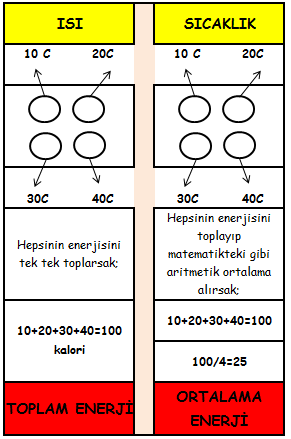 ISI
10 C 20C
30C 40C
Hepsinin enerjisini
tek tek toplarsak;
10+20+30+40=100
kalori
TOPLAM ENERJİ
SICAKLIK
10 C 20C
30C 40C
Hepsinin enerjisini
toplayıp
matematikteki gibi
aritmetik ortalama
alırsak;
10+20+30+40=100
100/4=25
ORTALAMA
ENERJİ